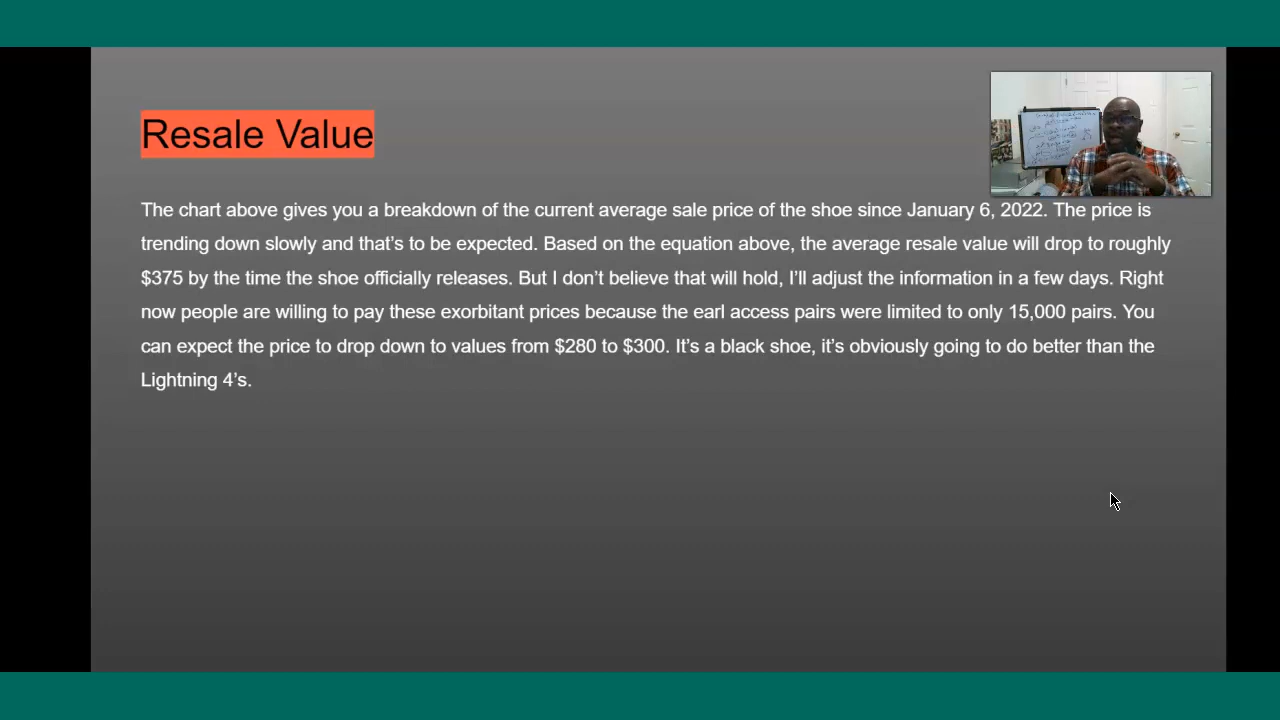 Resale Value
The chart above gives you a breakdown of the current average sale price of the shoe since January 6, 2022. The price is
trending down slowly and that's to be expected. Based on the equation above, the average resale value will drop to roughly
$375 by the time the shoe officially releases. But I don't believe that will hold, I'll adjust the information in a few days. Right
now people are willing to pay these exorbitant prices because the earl access pairs were limited to only 15,000 pairs. You
can expect the price to drop down to values from $280 to $300. It's a black shoe, it's obviously going to do better than the
Lightning 4's.